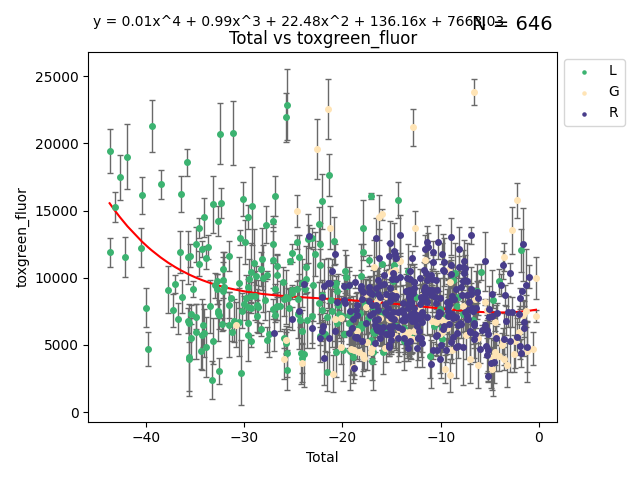 y = 0.01x^4 + 0.99x^3 + 22.48x^2 + 136.16x +
N = 646
Total vs toxgreen_fluor
25000
20000
15000
10000
5000
0
toxgreen_fluor
−40
−30
−20
−10
0
Total
L
G
R